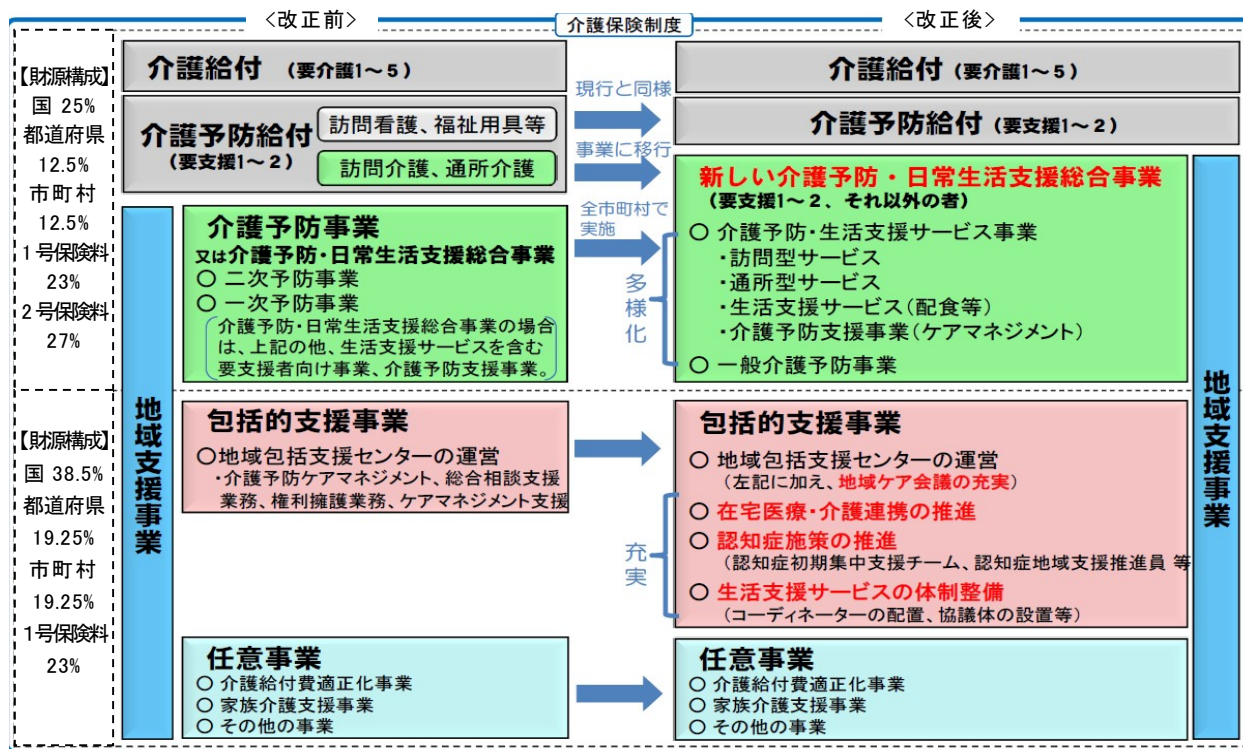 <改正前>
介護保険制度
<改正後>
【財源構成】
国 25%
都道府県
12.5%
市町村
12.5%
1号保険料
23%
2号保険料
27%
【財源構成】
国 38.5%
都道府県
19.25%
市町村
19.25%
1号保険料
23%
介護給付 (要介護1~5)
介護予防給付
(要支援1~2)
訪問看護、福祉用具等
訪問介護、通所介護
地域支援事業
介護予防事業
又は介護予防・日常生活支援総合事業
○ 二次予防事業
○ 一次予防事業
介護予防・日常生活支援総合事業の場合
は、上記の他、生活支援サービスを含む
要支援者向け事業、介護予防支援事業。
包括的支援事業
○地域包括支援センターの運営
・介護予防ケアマネジメント、総合相談支援
業務、権利擁護業務、ケアマネジメント支援
任意事業
○ 介護給付費適正化事業
○ 家族介護支援事業
○ その他の事業
現行と同様
事業に移行
全市町村で
実施
多様化
充実
介護給付 (要介護1~5)
介護予防給付 (要支援1~2)
新しい介護予防・日常生活支援総合事業
(要支援1~2、それ以外の者)
○ 介護予防・生活支援サービス事業
・訪問型サービス
・通所型サービス
・生活支援サービス(配食等)
・介護予防支援事業(ケアマネジメント)
○ 一般介護予防事業
包括的支援事業
○ 地域包括支援センターの運営
(左記に加え、地域ケア会議の充実)
○ 在宅医療・介護連携の推進
○ 認知症施策の推進
(認知症初期集中支援チーム、認知症地域支援推進員 等
○ 生活支援サービスの体制整備
(コーディネーターの配置、協議体の設置等)
任意事業
○ 介護給付費適正化事業
○ 家族介護支援事業
○ その他の事業
地域支援事業